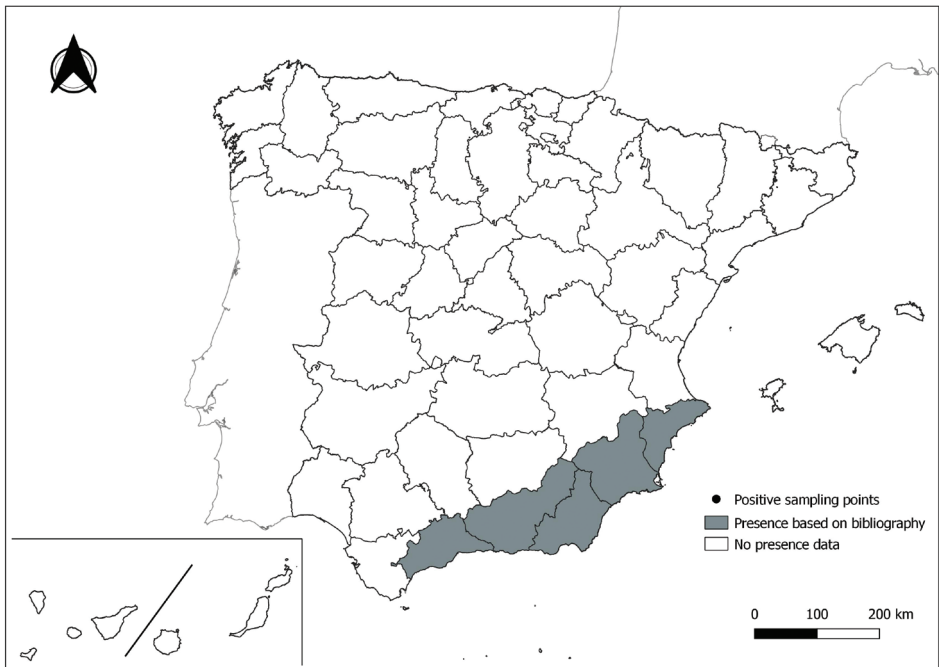 Positive sampling points
Presence based on bibliography
No presence data
0 100 200 km